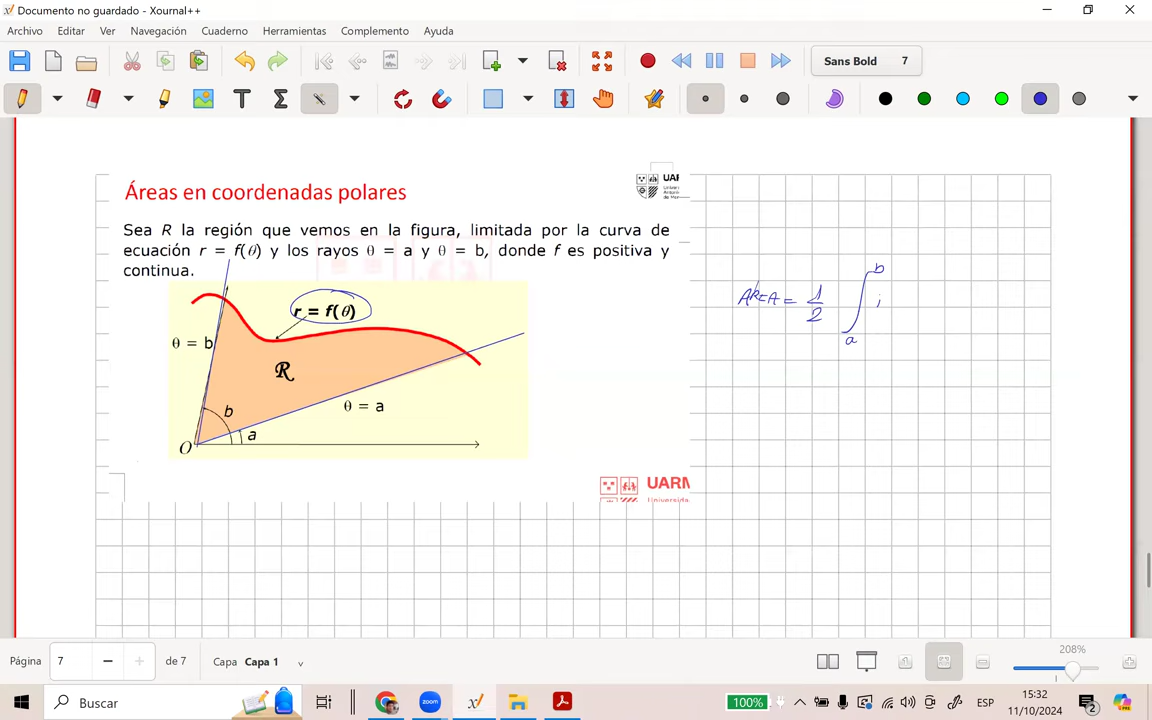 Documento no guardado - Xournal++
Archivo Editar Ver Navegación Cuaderno Herramientas Complemento Ayuda
Sans Bold 7
Áreas en coordenadas polares
UAR
Sea R la región que vemos en la figura, limitada por la curva de
ecuación r = f(θ) y los rayos θ = a y θ = b, donde f es positiva y
continua.
r = f(θ)
θ = b
R
θ = a
b
a
O
AREA = 1/2 ∫ a b
UARM
Universida
Página 7 de 7 Capa Capa 1 208%
Buscar
100% ESP 15:32
11/10/2024 2